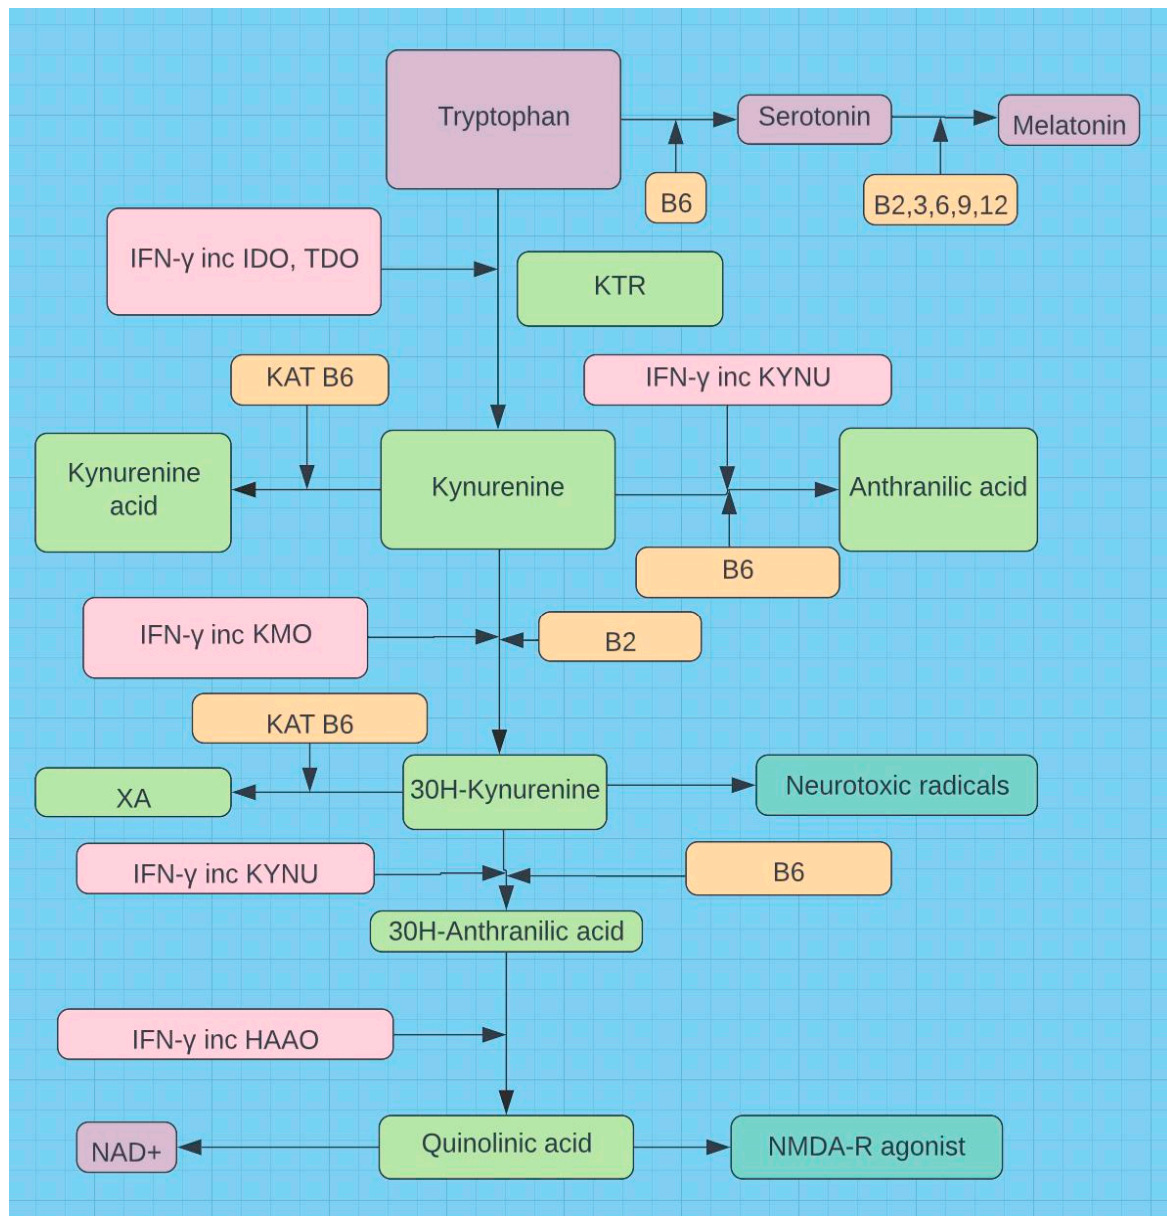 Tryptophan
Serotonin
Melatonin
B6
B2,3,6,9,12
IFN-γ inc IDO, TDO
KTR
KAT B6
IFN-γ inc KYNU
Kynurenine
acid
Kynurenine
Anthranilic acid
B6
IFN-γ inc KMO
B2
KAT B6
XA
30H-Kynurenine
Neurotoxic radicals
IFN-γ inc KYNU
B6
30H-Anthranilic acid
IFN-γ inc HAAO
NAD+
Quinolinic acid
NMDA-R agonist